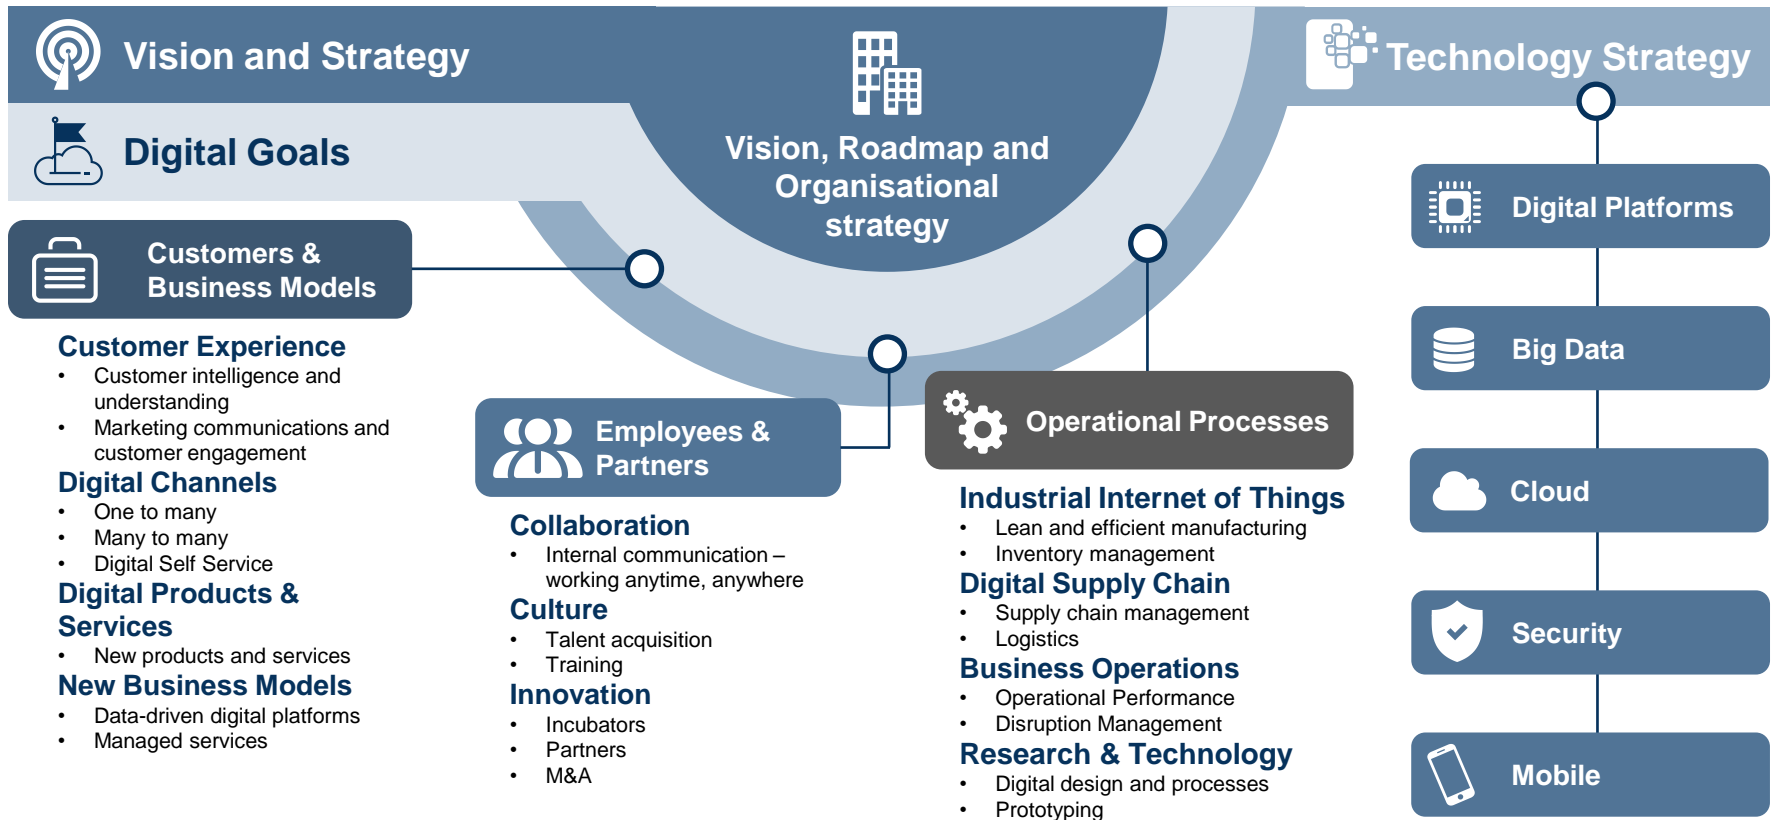 Vision and Strategy
Digital Goals
Vision, Roadmap and
Organisational
strategy
Technology Strategy
Customers &
Business Models
Customer Experience
• Customer intelligence and
understanding
• Marketing communications and
customer engagement
Digital Channels
• One to many
• Many to many
• Digital Self Service
Digital Products &
Services
• New products and services
New Business Models
• Data-driven digital platforms
• Managed services
Employees &
Partners
Collaboration
• Internal communication –
working anytime, anywhere
Culture
• Talent acquisition
• Training
Innovation
• Incubators
• Partners
• M&A
Operational Processes
Industrial Internet of Things
• Lean and efficient manufacturing
• Inventory management
Digital Supply Chain
• Supply chain management
• Logistics
Business Operations
• Operational Performance
• Disruption Management
Research & Technology
• Digital design and processes
• Prototyping
Digital Platforms
Big Data
Cloud
Security
Mobile